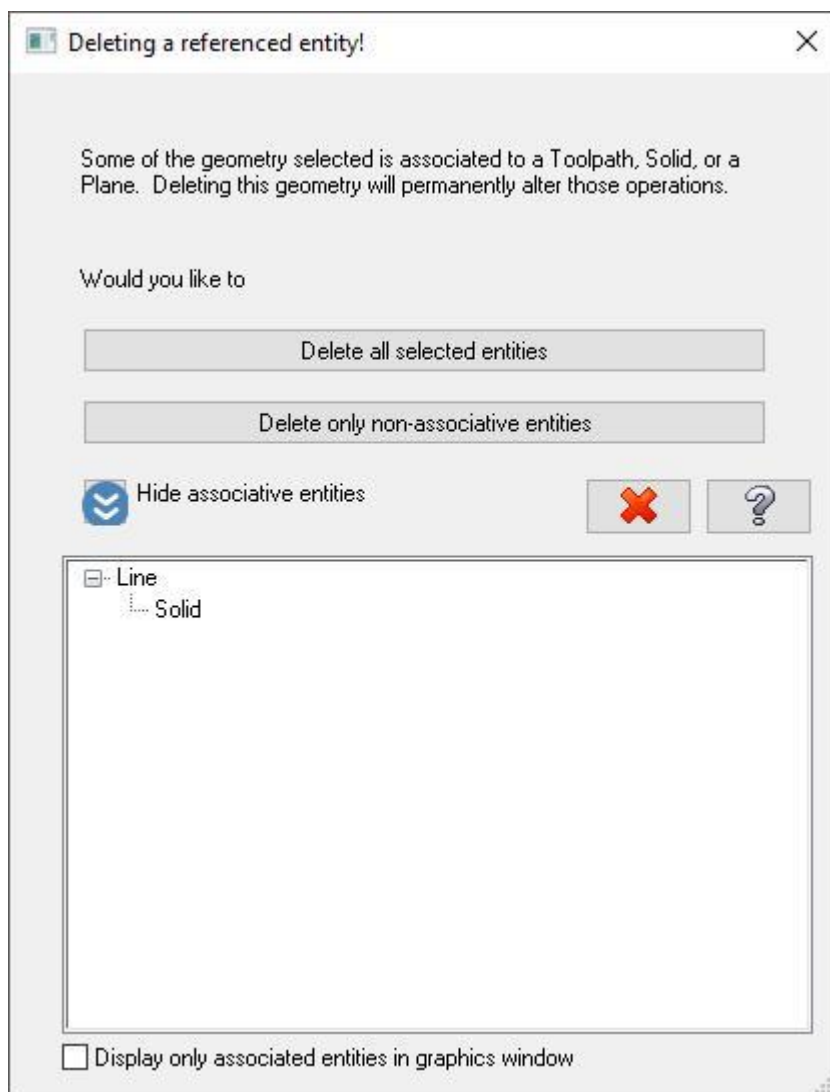 Deleting a referenced entity!
Some of the geometry selected is associated to a Toolpath, Solid, or a
Plane.  Deleting this geometry will permanently alter those operations.
Would you like to
Delete all selected entities
Delete only non-associative entities
Hide associative entities
Line
Solid
Display only associated entities in graphics window